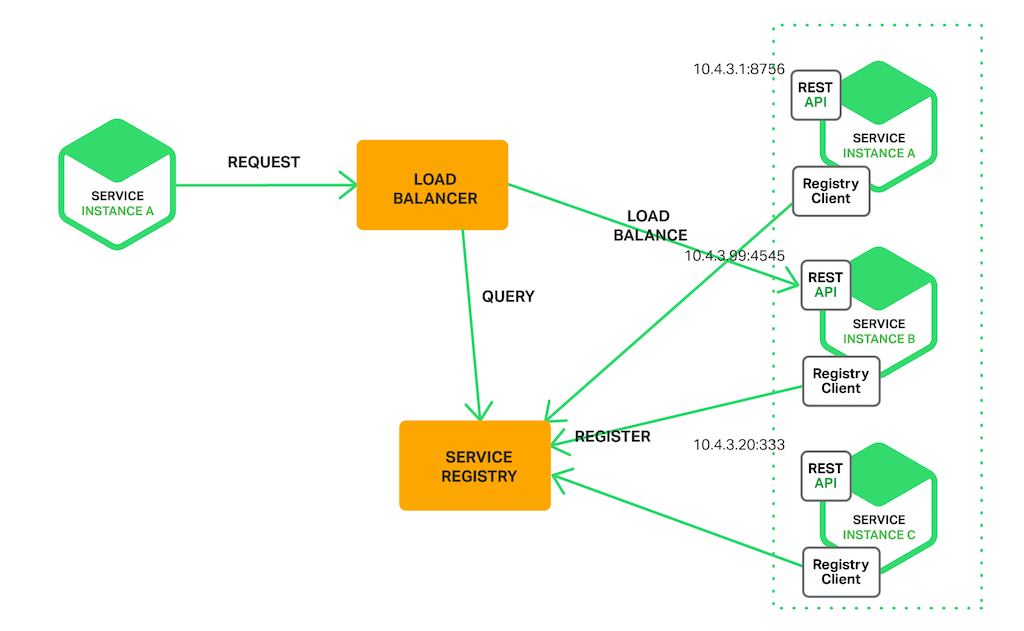 10.4.3.1:8756
REST
API
SERVICE
INSTANCE A
Registry
Client
REQUEST
LOAD
BALANCER
SERVICE
INSTANCE A
LOAD
BALANCE
10.4.3.99:4545
REST
API
SERVICE
INSTANCE B
QUERY
Registry
Client
REGISTER
SERVICE
REGISTRY
10.4.3.20:333
REST
API
SERVICE
INSTANCE C
Registry
Client